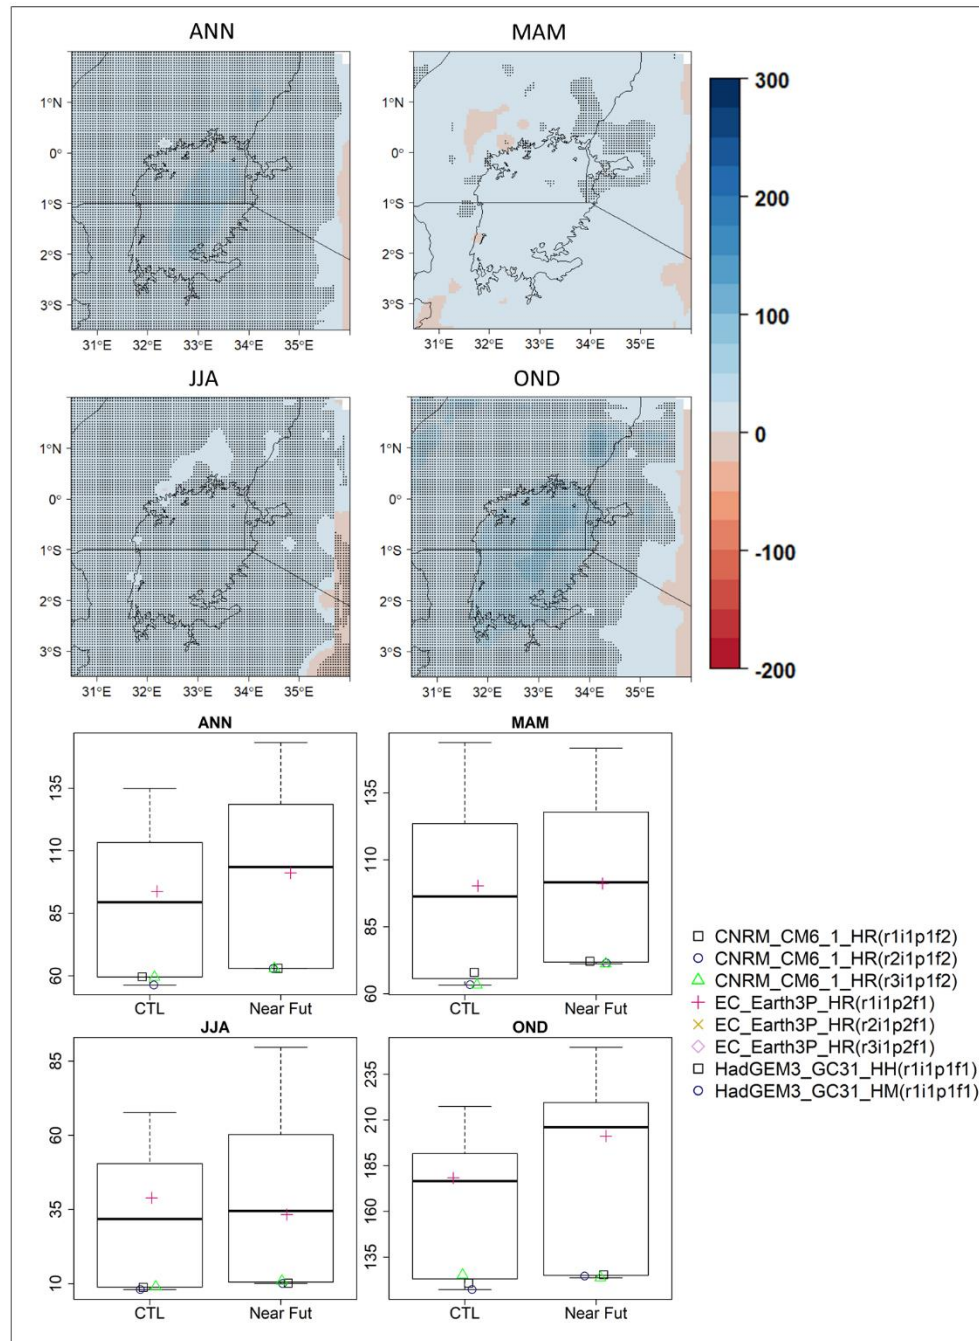 ANN
MAM
1°N
0°
1°S
2°S
3°S
31°E 32°E 33°E 34°E 35°E
1°N
0°
1°S
2°S
3°S
31°E 32°E 33°E 34°E 35°E
300
200
100
0
-100
-200
JJA
OND
1°N
0°
1°S
2°S
3°S
31°E 32°E 33°E 34°E 35°E
1°N
0°
1°S
2°S
3°S
31°E 32°E 33°E 34°E 35°E
ANN
135
110
85
60
CTL Near Fut
MAM
135
110
85
60
CTL Near Fut
JJA
85
60
35
10
CTL Near Fut
OND
235
210
185
160
135
CTL Near Fut
CNRM_CM6_1_HR(r1i1p1f2)
CNRM_CM6_1_HR(r2i1p1f2)
CNRM_CM6_1_HR(r3i1p1f2)
EC_Earth3P_HR(r1i1p2f1)
EC_Earth3P_HR(r2i1p2f1)
EC_Earth3P_HR(r3i1p2f1)
HadGEM3_GC31_HH(r1i1p1f1)
HadGEM3_GC31_HM(r1i1p1f1)